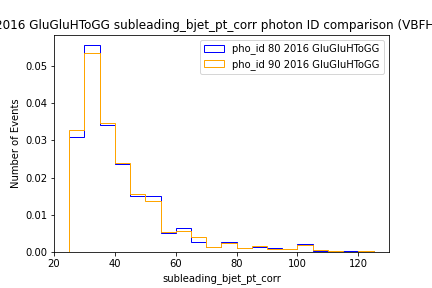 2016 GluGluHToGG subleading_bjet_pt_corr photon ID comparison (VBFH
pho_id 80 2016 GluGluHToGG
pho_id 90 2016 GluGluHToGG
Number of Events
0.05
0.04
0.03
0.02
0.01
0.00
20 40 60 80 100 120
subleading_bjet_pt_corr